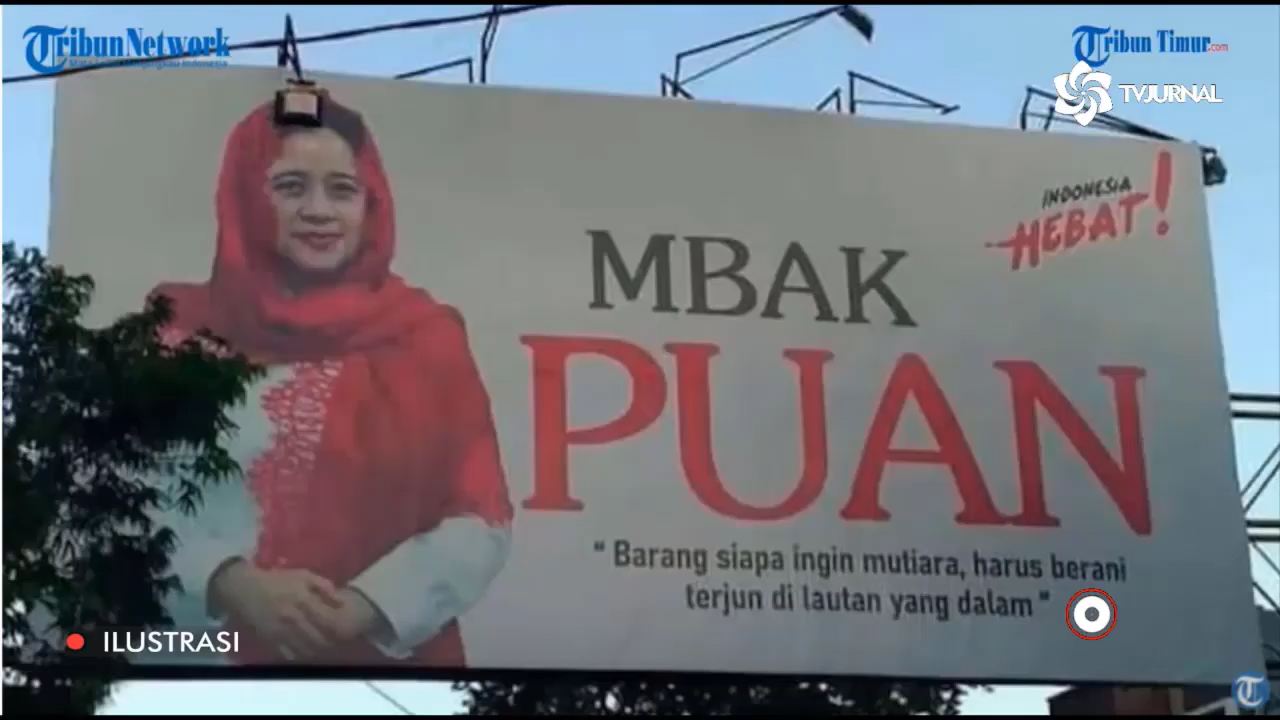 TribunNetwork
Tribun Timur.com
TVJURNAL
INDONESIA
HEBAT!
MBAK
PUAN
" Barang siapa ingin mutiara, harus berani
terjun di lautan yang dalam "
ILUSTRASI
T